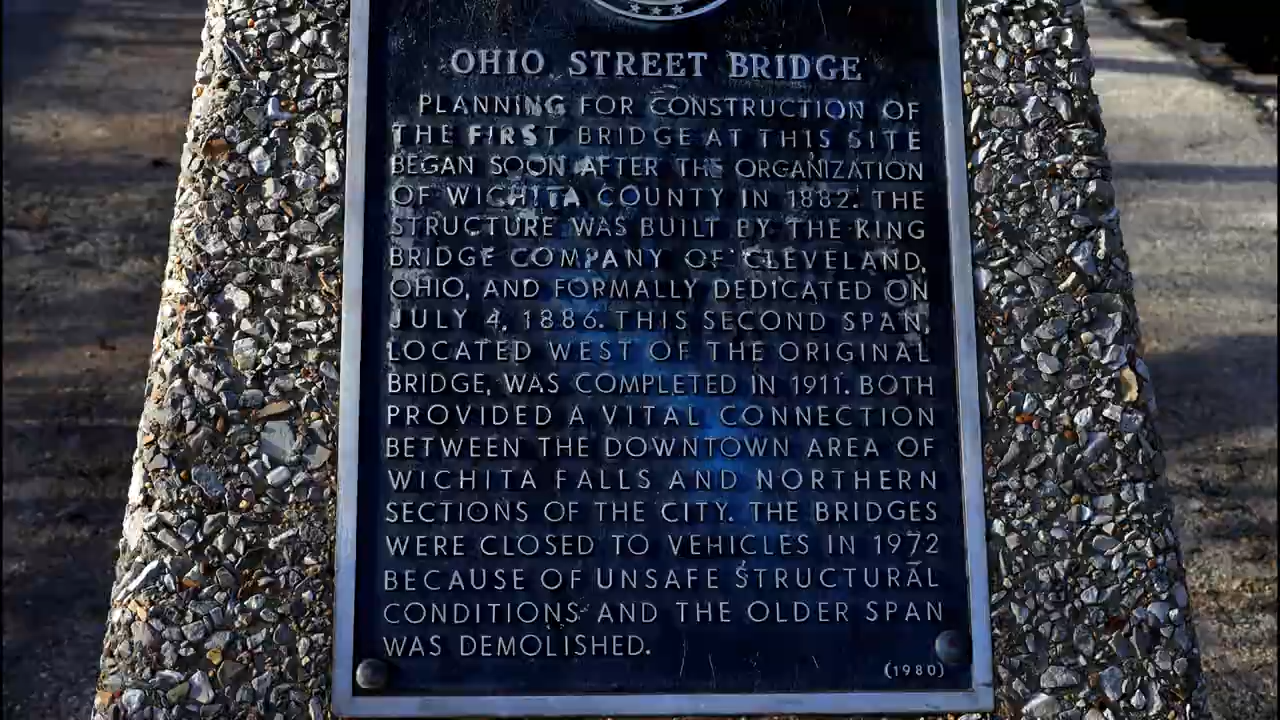 OHIO STREET BRIDGE
PLANNING FOR CONSTRUCTION OF
THE FIRST BRIDGE AT THIS SITE
BEGAN SOON AFTER THE ORGANIZATION
OF WICHITA COUNTY IN 1882. THE
STRUCTURE WAS BUILT BY THE KING
BRIDGE COMPANY OF CLEVELAND,
OHIO, AND FORMALLY DEDICATED ON
JULY 4, 1886. THIS SECOND SPAN,
LOCATED WEST OF THE ORIGINAL
BRIDGE, WAS COMPLETED IN 1911. BOTH
PROVIDED A VITAL CONNECTION
BETWEEN THE DOWNTOWN AREA OF
WICHITA FALLS AND NORTHERN
SECTIONS OF THE CITY. THE BRIDGES
WERE CLOSED TO VEHICLES IN 1972
BECAUSE OF UNSAFE STRUCTURAL
CONDITIONS AND THE OLDER SPAN
WAS DEMOLISHED.
(1980)